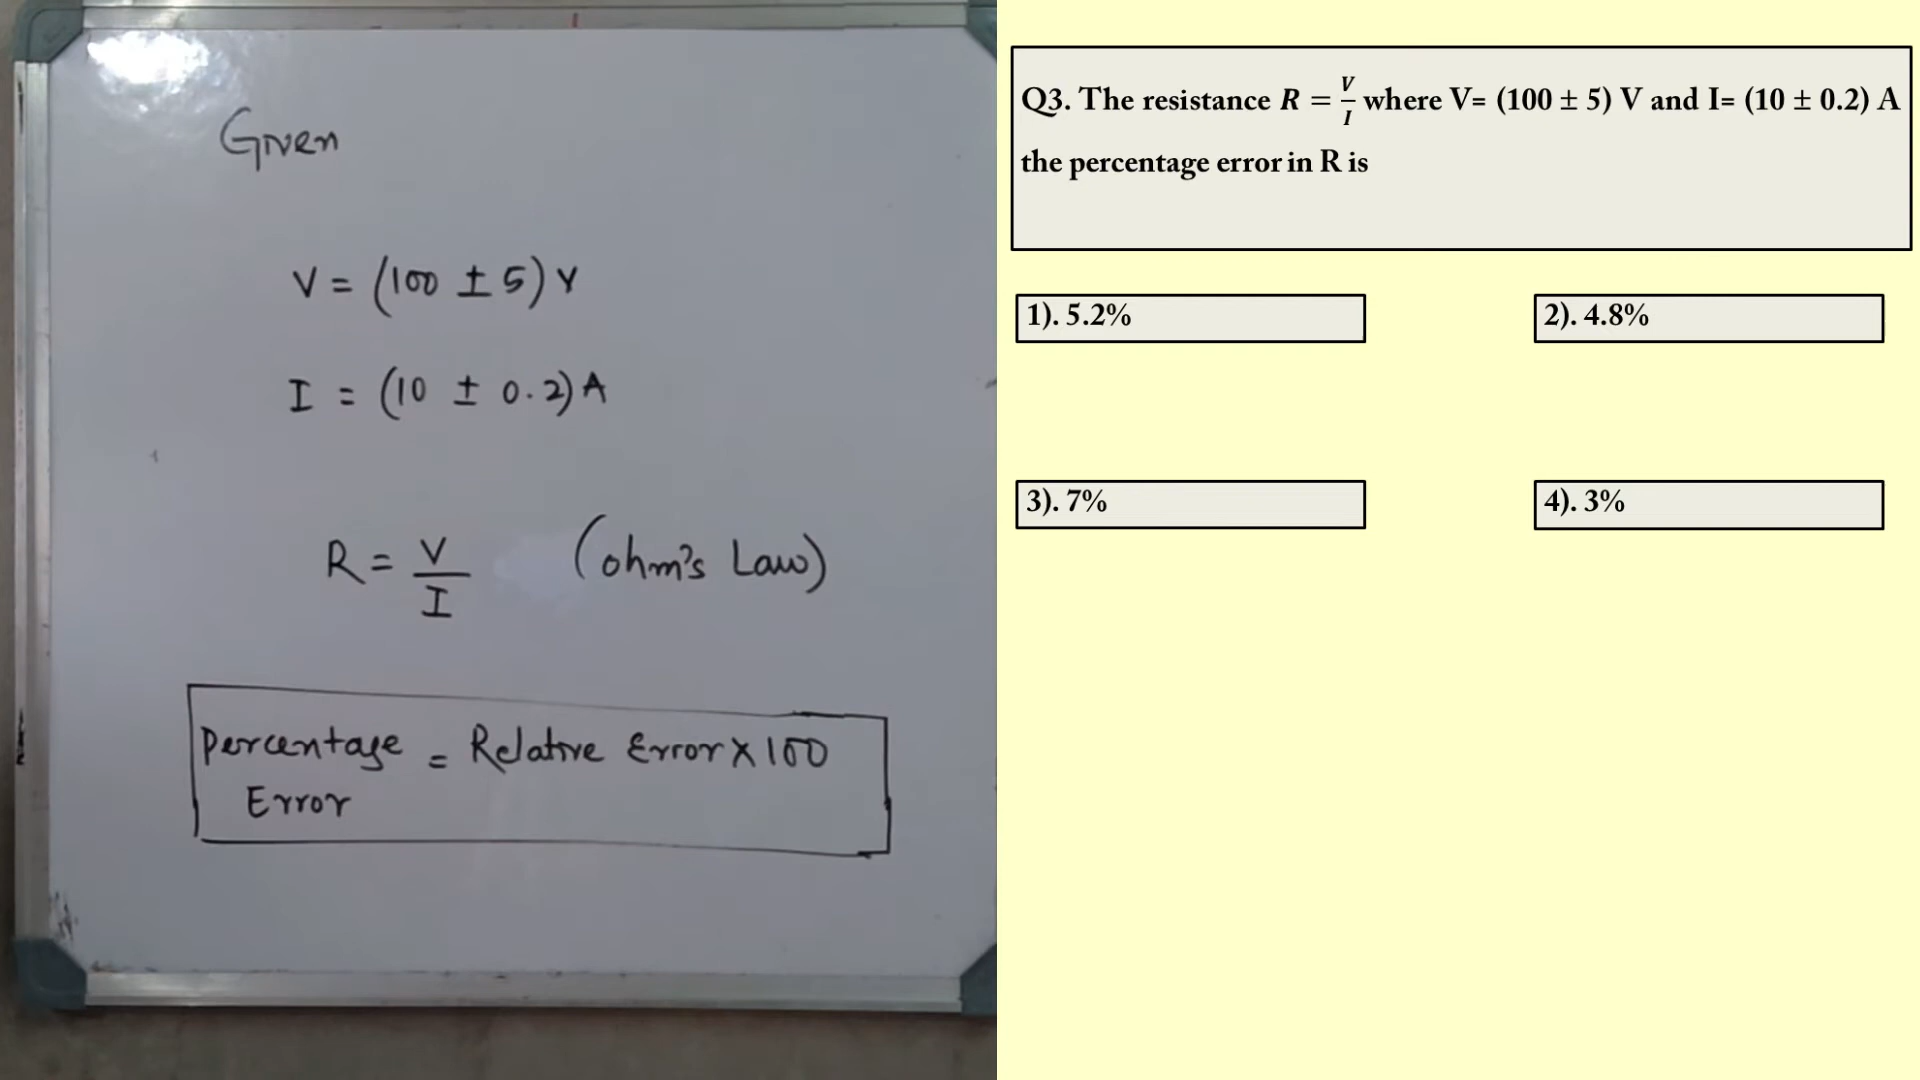 Given
V = (100 ± 5) V
I = (10 ± 0.2) A
R = V/I (ohm's Law)
Percentage Error = Relative Error × 100
Q3. The resistance R = V/I where V= (100 ± 5) V and I= (10 ± 0.2) A
the percentage error in R is
1). 5.2%
2). 4.8%
3). 7%
4). 3%